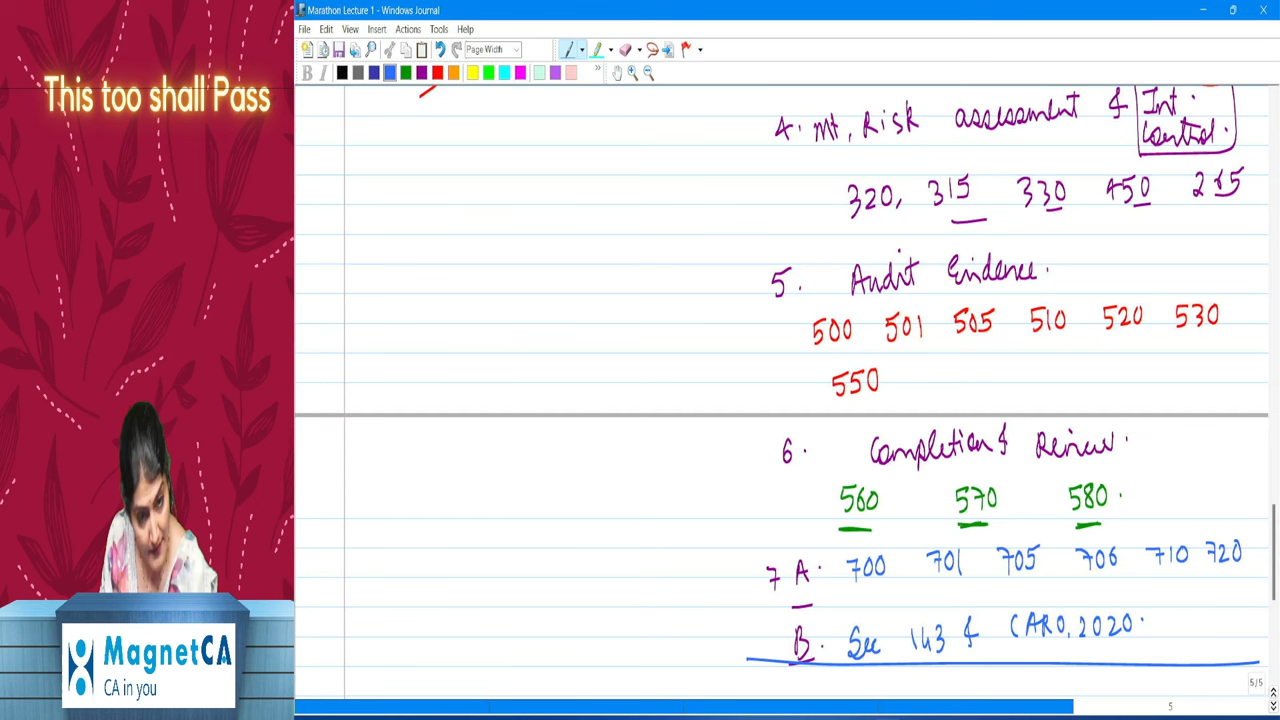 Marathon Lecture 1 - Windows Journal
File Edit View Insert Actions Tools Help
Page Width
B I
This too shall Pass
4. Mt, Risk assessment & Int. Control.
320, 315 330 450 265
5. Audit Evidence.
500 501 505 510 520 530
550
6. Completion & Review.
560 570 580.
7 A. 700 701 705 706 710 720
B. Sec 143 & CARO, 2020.
MagnetCA
CA in you
5/5
5